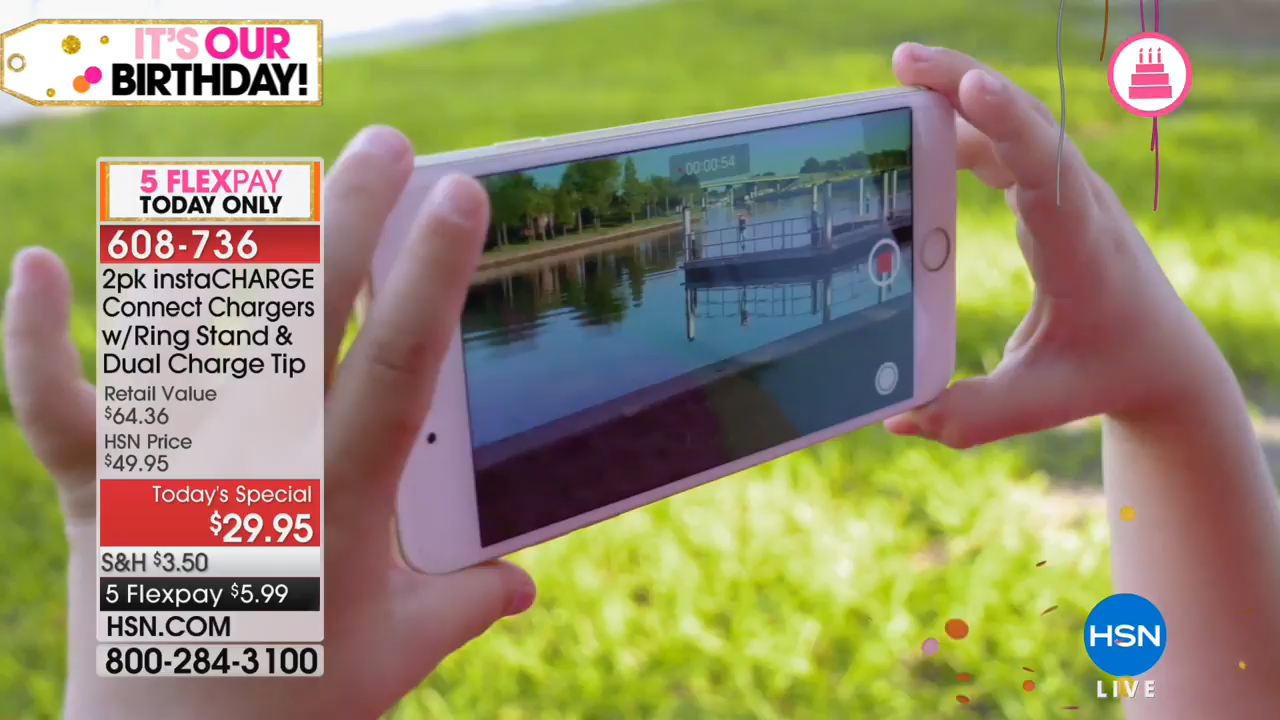 IT'S OUR
BIRTHDAY!
5 FLEXPAY
TODAY ONLY
608-736
2pk instaCHARGE
Connect Chargers
w/Ring Stand &
Dual Charge Tip
Retail Value
$64.36
HSN Price
$49.95
Today's Special
$29.95
S&H $3.50
5 Flexpay $5.99
HSN.COM
800-284-3100
00:00:54
HSN
LIVE